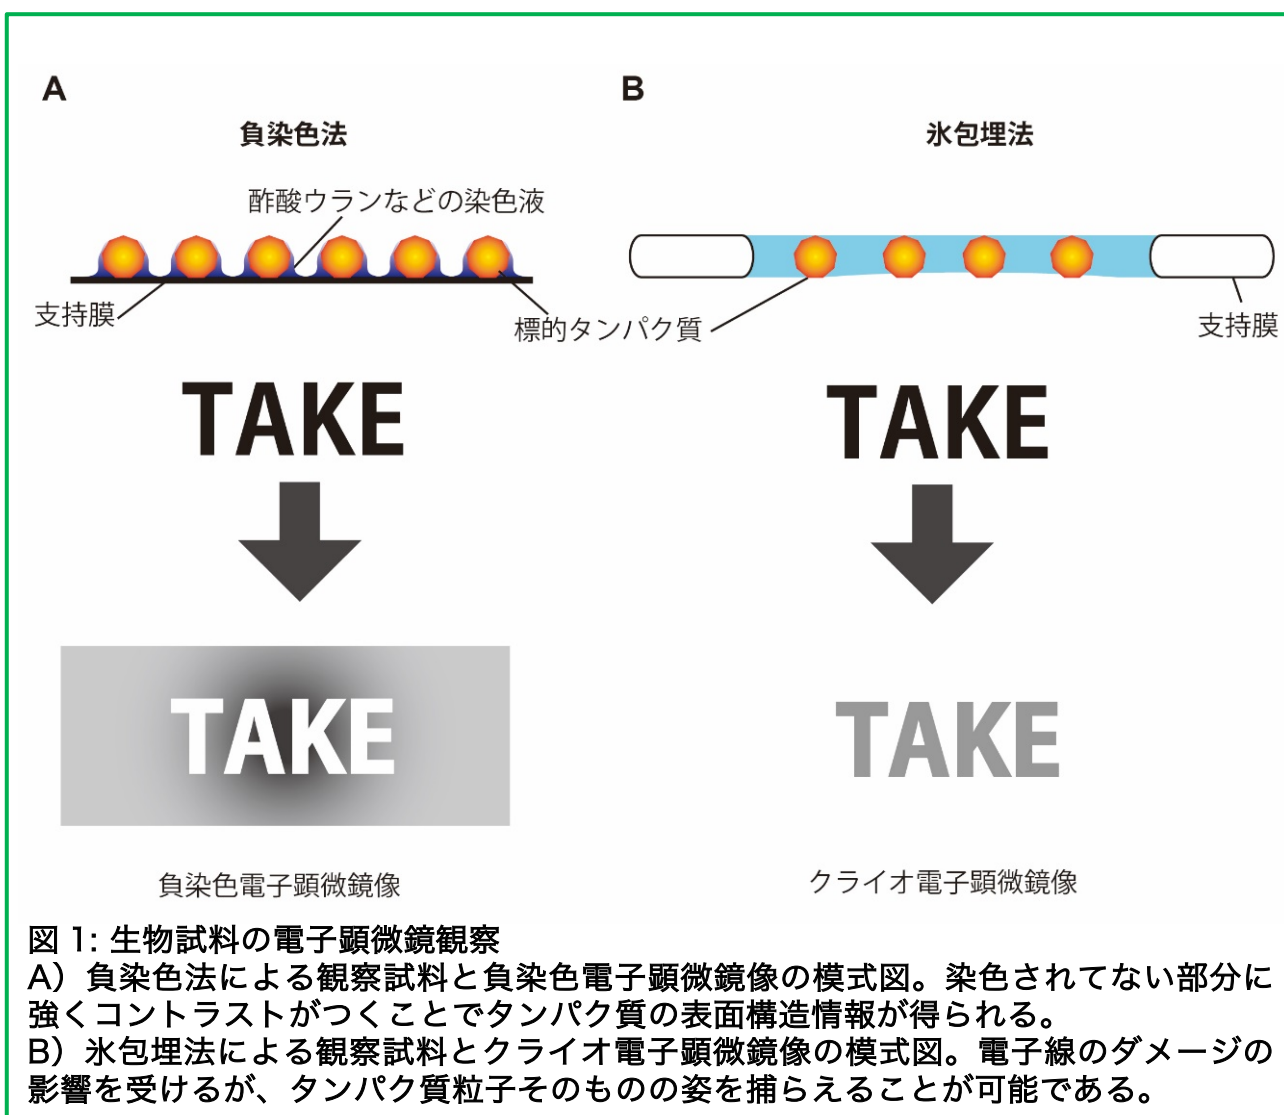 A
負染色法
酢酸ウランなどの染色液
支持膜
標的タンパク質
TAKE
TAKE
負染色電子顕微鏡像
B
氷包埋法
支持膜
TAKE
TAKE
クライオ電子顕微鏡像
図 1: 生物試料の電子顕微鏡観察
A）負染色法による観察試料と負染色電子顕微鏡像の模式図。染色されてない部分に
強くコントラストがつくことでタンパク質の表面構造情報が得られる。
B）氷包埋法による観察試料とクライオ電子顕微鏡像の模式図。電子線のダメージの
影響を受けるが、タンパク質粒子そのものの姿を捕らえることが可能である。